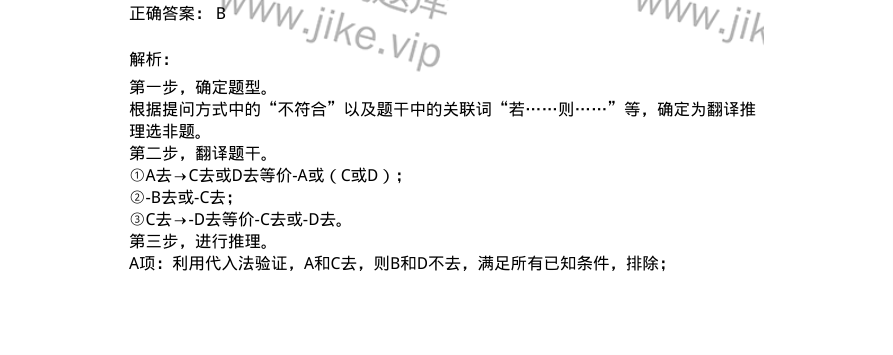 正确答案： B
www.jike.vip
www.ji
题库
解析：
第一步，确定题型。
根据提问方式中的“不符合”以及题干中的关联词“若……则……”等，确定为翻译推
理选非题。
第二步，翻译题干。
①A去→C去或D去等价-A或（C或D）；
②-B去或-C去；
③C去→-D去等价-C去或-D去。
第三步，进行推理。
A项：利用代入法验证，A和C去，则B和D不去，满足所有已知条件，排除；